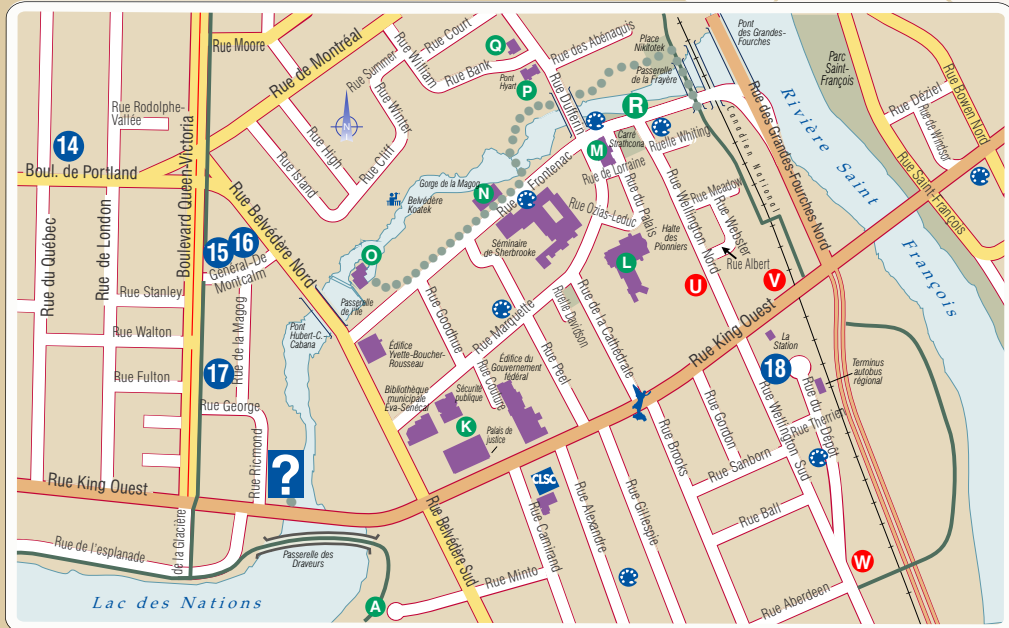 Rue Moore
Rue de Montréal
Rue Summer
Rue William
Rue Court
Rue Bank
Q
Pont
Hyart
P
Rue des Abénaquis
Rue Dufferin
Place
Nikitotek
Passerelle
de la Frayère
Pont
des Grandes-
Fourches
Parc
Saint-
François
Rivière Saint
François
Rue Déziel
Rue de Windsor
Rue Bowen Nord
Rue Saint-
François
Rue des Grandes-Fourches Nord
Canadien National
Rue Rodolphe-
Vallée
14
Boul. de Portland
Rue du Québec
Rue de London
Boulevard Queen-Victoria
Rue Island
Rue High
Rue Winter
Rue Cliff
N
Rue Belvédère Nord
Gorge de la Magog
N
Belvédère
Koatek
Rue Frontenac
M
R
Carré
Strathcona
Ruelle Whiting
Rue de Lorraine
Rue du Palais
Rue Ozias-Leduc
Rue Meadow
Rue Webster
Rue Albert
Rue Wellington Nord
Halte
des
Pionniers
L
Séminaire
de Sherbrooke
15
16
Général-De
Montcalm
Rue Stanley
Rue Walton
Rue Fulton
Rue de la Magog
17
Rue George
Rue Ricmond
?
O
Passerelle
de l'Île
Pont
Hubert-C.-
Cabana
Édifice
Yvette-Boucher-
Rousseau
Rue Goodhue
Rue Marquette
Rue Couture
Rue Peel
Ruelle Davidson
Rue de la Cathédrale
Bibliothèque
municipale
Éva-Senécal
Sécurité
publique
Édifice du
Gouvernement
fédéral
K
Palais de
justice
U
V
Rue King Ouest
La
Station
18
Terminus
autobus
régional
Rue du Dépôt
Rue Therrien
Rue Wellington Sud
Rue Gordon
Rue Brooks
Rue Sanborn
Rue Ball
W
Rue Aberdeen
Rue King Ouest
Rue de l'esplanade
de la Glacière
Passerelle des
Draveurs
Lac des Nations
A
Rue Belvédère Sud
Rue Minto
CLSC
Rue Camirand
Rue Alexandre
Rue Gillespie